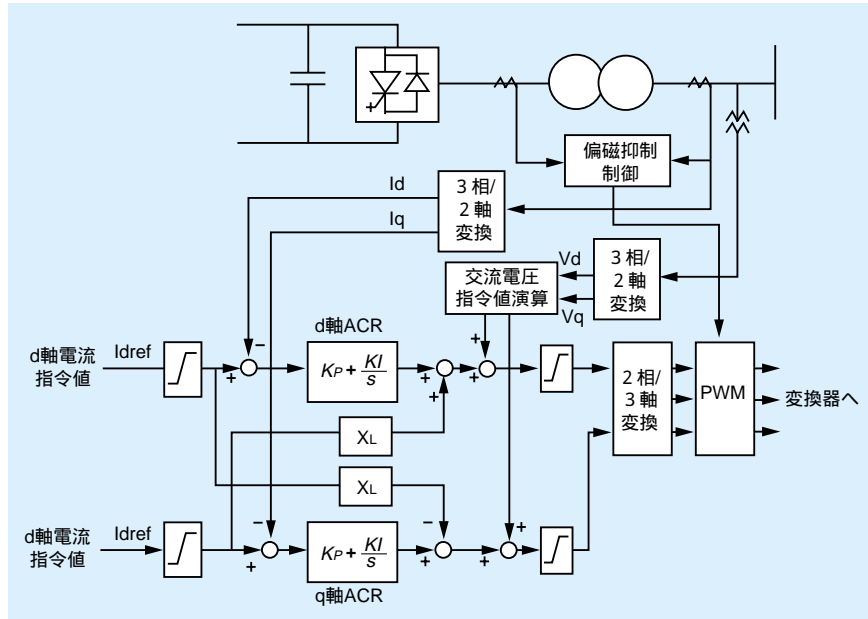 +
偏磁抑制
制御
3 相/
2 軸
変換
Id
Iq
3 相/
2 軸
変換
Vd
Vq
交流電圧
指令値演算
d軸電流
指令値
Idref
+
−
d軸ACR
KP + KI/s
+
+
+
+
XL
XL
2 相/
3 軸
変換
PWM
変換器へ
d軸電流
指令値
Idref
+
−
KP + KI/s
q軸ACR
+
−
+
+